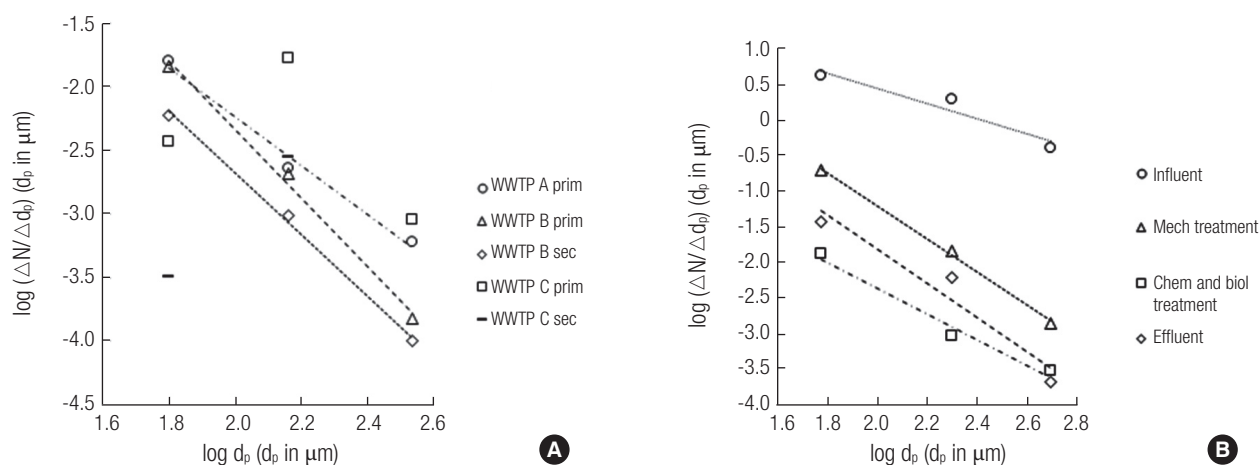 -1.5
-2.0
-2.5
-3.0
-3.5
-4.0
-4.5
1.6
1.8
2.0
2.2
2.4
2.6
log (△N/△dₚ) (dₚ in μm)
log dₚ (dₚ in μm)
WWTP A prim
WWTP B prim
WWTP B sec
WWTP C prim
WWTP C sec
A
1.0
0.5
0
-0.5
-1.0
-1.5
-2.0
-2.5
-3.0
-3.5
-4.0
1.6
1.8
2.0
2.2
2.4
2.6
2.8
log (△N/△dₚ) (dₚ in μm)
log dₚ (dₚ in μm)
Influent
Mech treatment
Chem and biol
treatment
Effluent
B